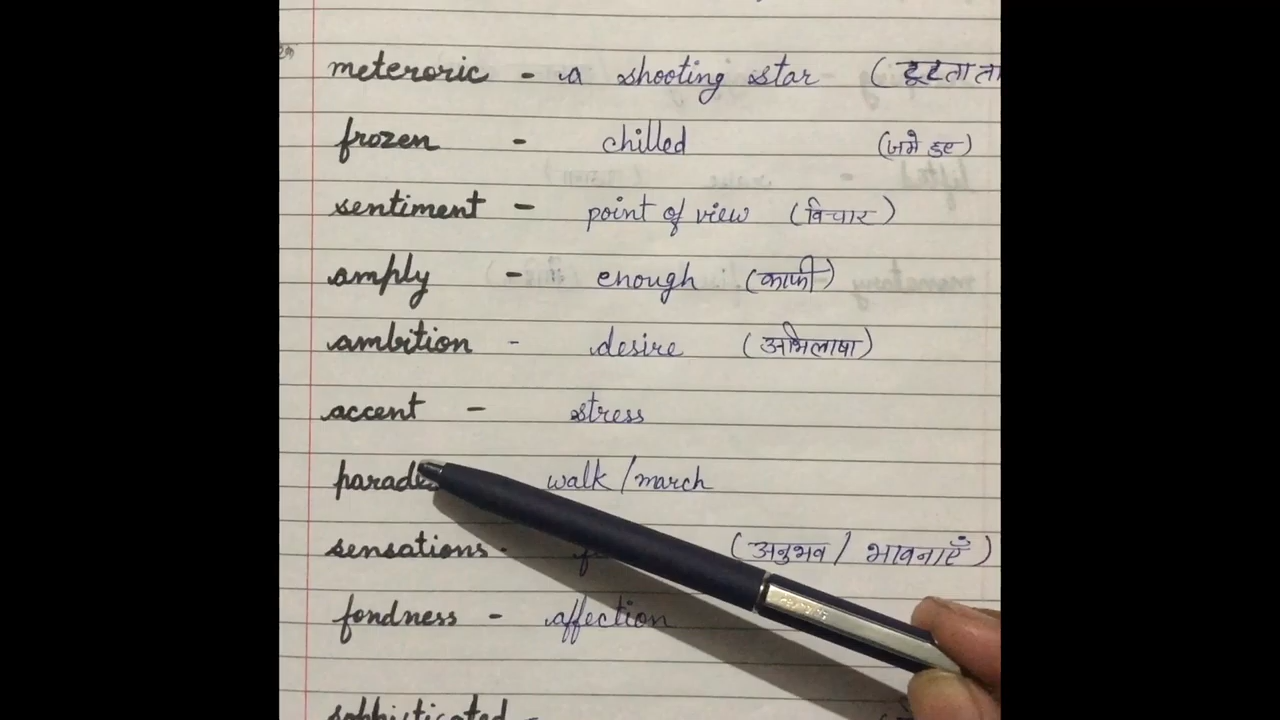 meteroric - a shooting star (टूटता ता
frozen - chilled (जमे हुए)
sentiment - point of view (विचार)
amply - enough (काफी)
ambition - desire (अभिलाषा)
accent - stress
parade walk/march
sensations - (अनुभव / भावनाएँ)
fondness - affection
sophisticated -